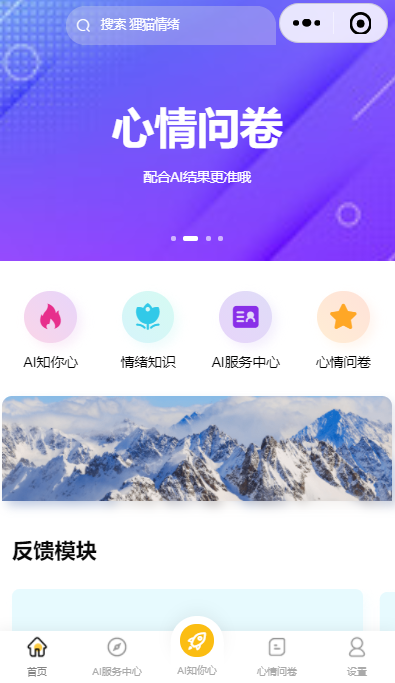 搜索 狸猫情绪
心情问卷
配合AI结果更准哦
AI知你心
情绪知识
AI服务中心
心情问卷
反馈模块
首页
AI服务中心
AI知你心
心情问卷
设置